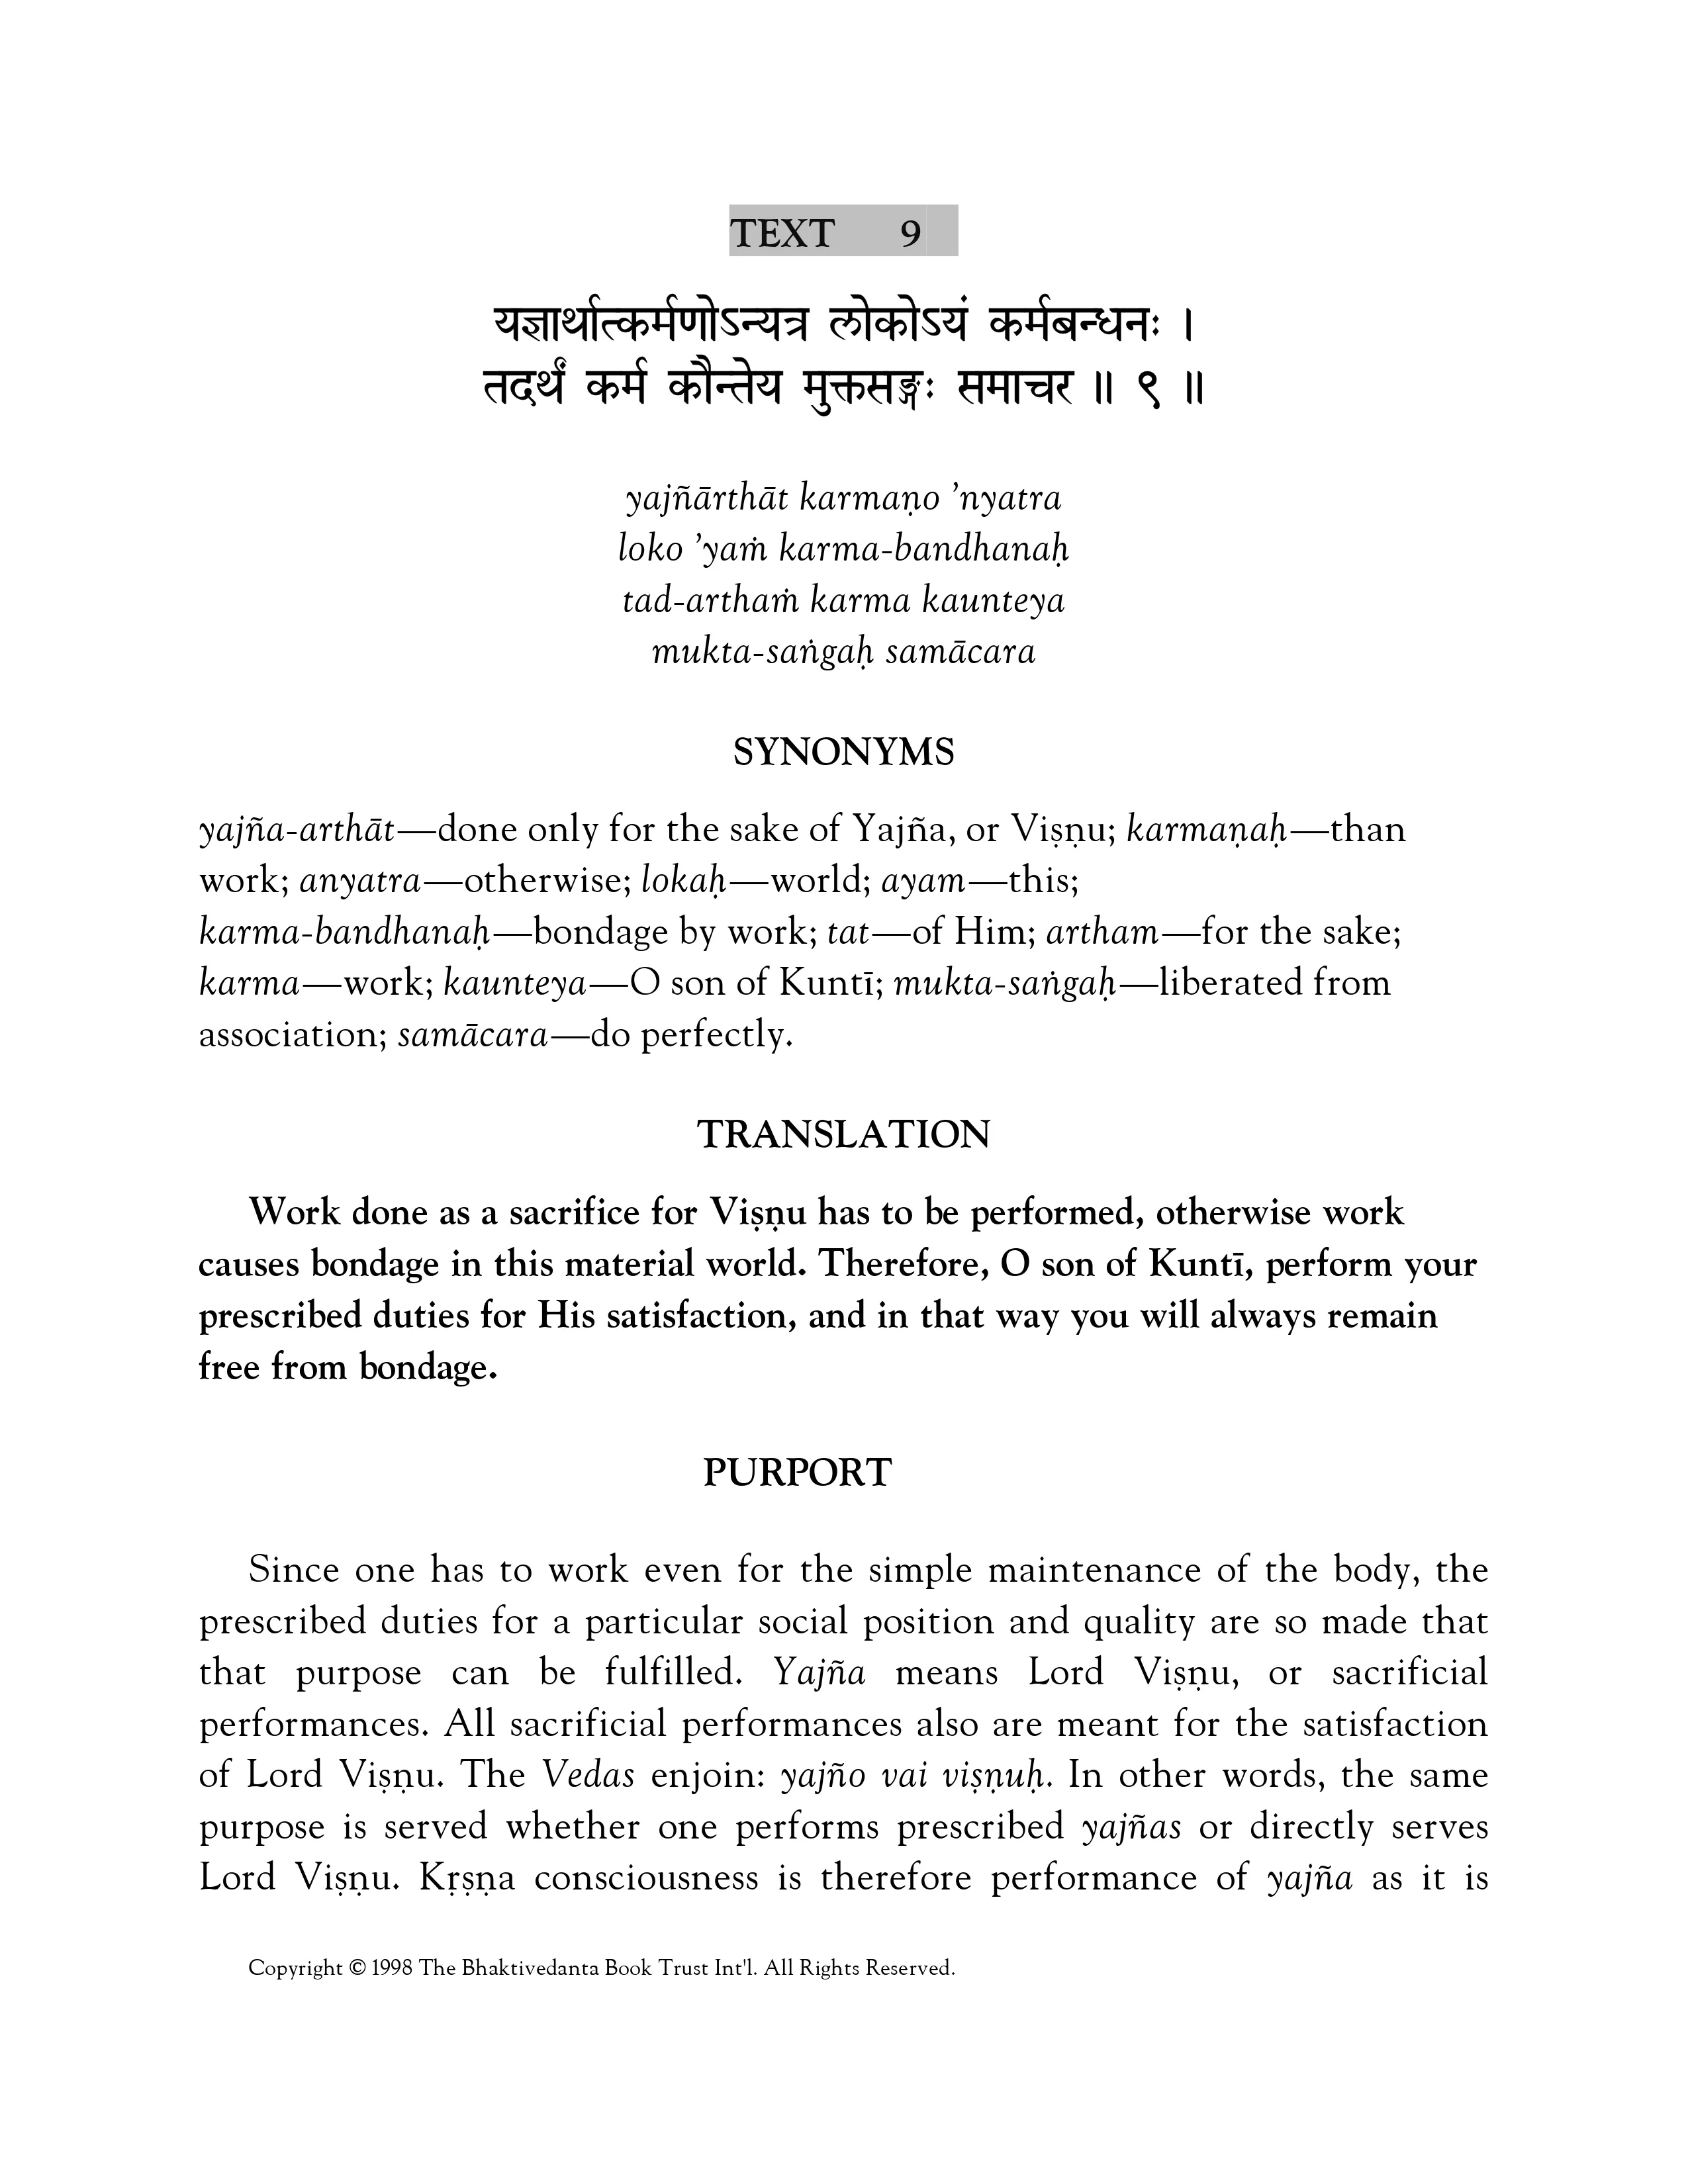 TEXT 9
यज्ञार्थात्कर्मणोऽन्यत्र लोकोऽयं कर्मबन्धनः ।
तदर्थं कर्म कौन्तेय मुक्तसङ्गः समाचर ॥ ९ ॥
yajñārthāt karmaṇo ’nyatra
loko ’yaṁ karma-bandhanaḥ
tad-arthaṁ karma kaunteya
mukta-saṅgaḥ samācara
SYNONYMS
yajña-arthāt—done only for the sake of Yajña, or Viṣṇu; karmaṇaḥ—than
work; anyatra—otherwise; lokaḥ—world; ayam—this;
karma-bandhanaḥ—bondage by work; tat—of Him; artham—for the sake;
karma—work; kaunteya—O son of Kuntī; mukta-saṅgaḥ—liberated from
association; samācara—do perfectly.
TRANSLATION
Work done as a sacrifice for Viṣṇu has to be performed, otherwise work
causes bondage in this material world. Therefore, O son of Kuntī, perform your
prescribed duties for His satisfaction, and in that way you will always remain
free from bondage.
PURPORT
Since one has to work even for the simple maintenance of the body, the
prescribed duties for a particular social position and quality are so made that
that purpose can be fulfilled. Yajña means Lord Viṣṇu, or sacrificial
performances. All sacrificial performances also are meant for the satisfaction
of Lord Viṣṇu. The Vedas enjoin: yajño vai viṣṇuḥ. In other words, the same
purpose is served whether one performs prescribed yajñas or directly serves
Lord Viṣṇu. Kṛṣṇa consciousness is therefore performance of yajña as it is
Copyright © 1998 The Bhaktivedanta Book Trust Int'l. All Rights Reserved.